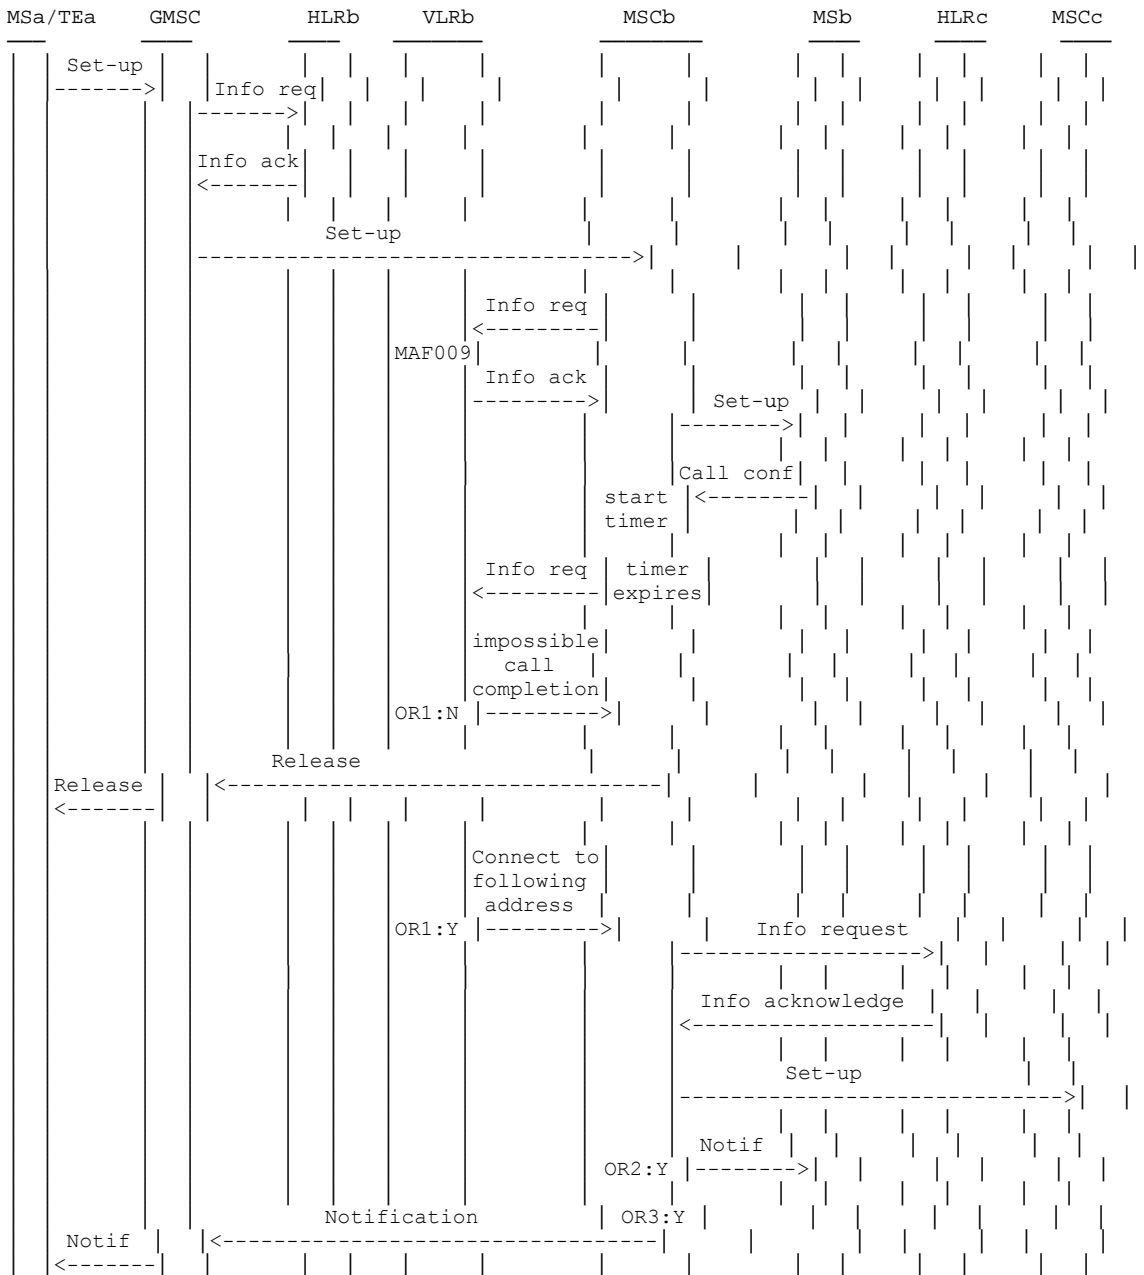 MSa/TEa GMSC HLRb VLRb MSCb MSb HLRc MSCc
Set-up
Info req
Info ack
Set-up
Info req
MAF009
Info ack
Set-up
Call conf
start
timer
Info req timer
expires
impossible
call
completion
OR1:N
Release
Release
Connect to
following
address
OR1:Y Info request
Info acknowledge
Set-up
Notif
OR2:Y
Notification OR3:Y
Notif